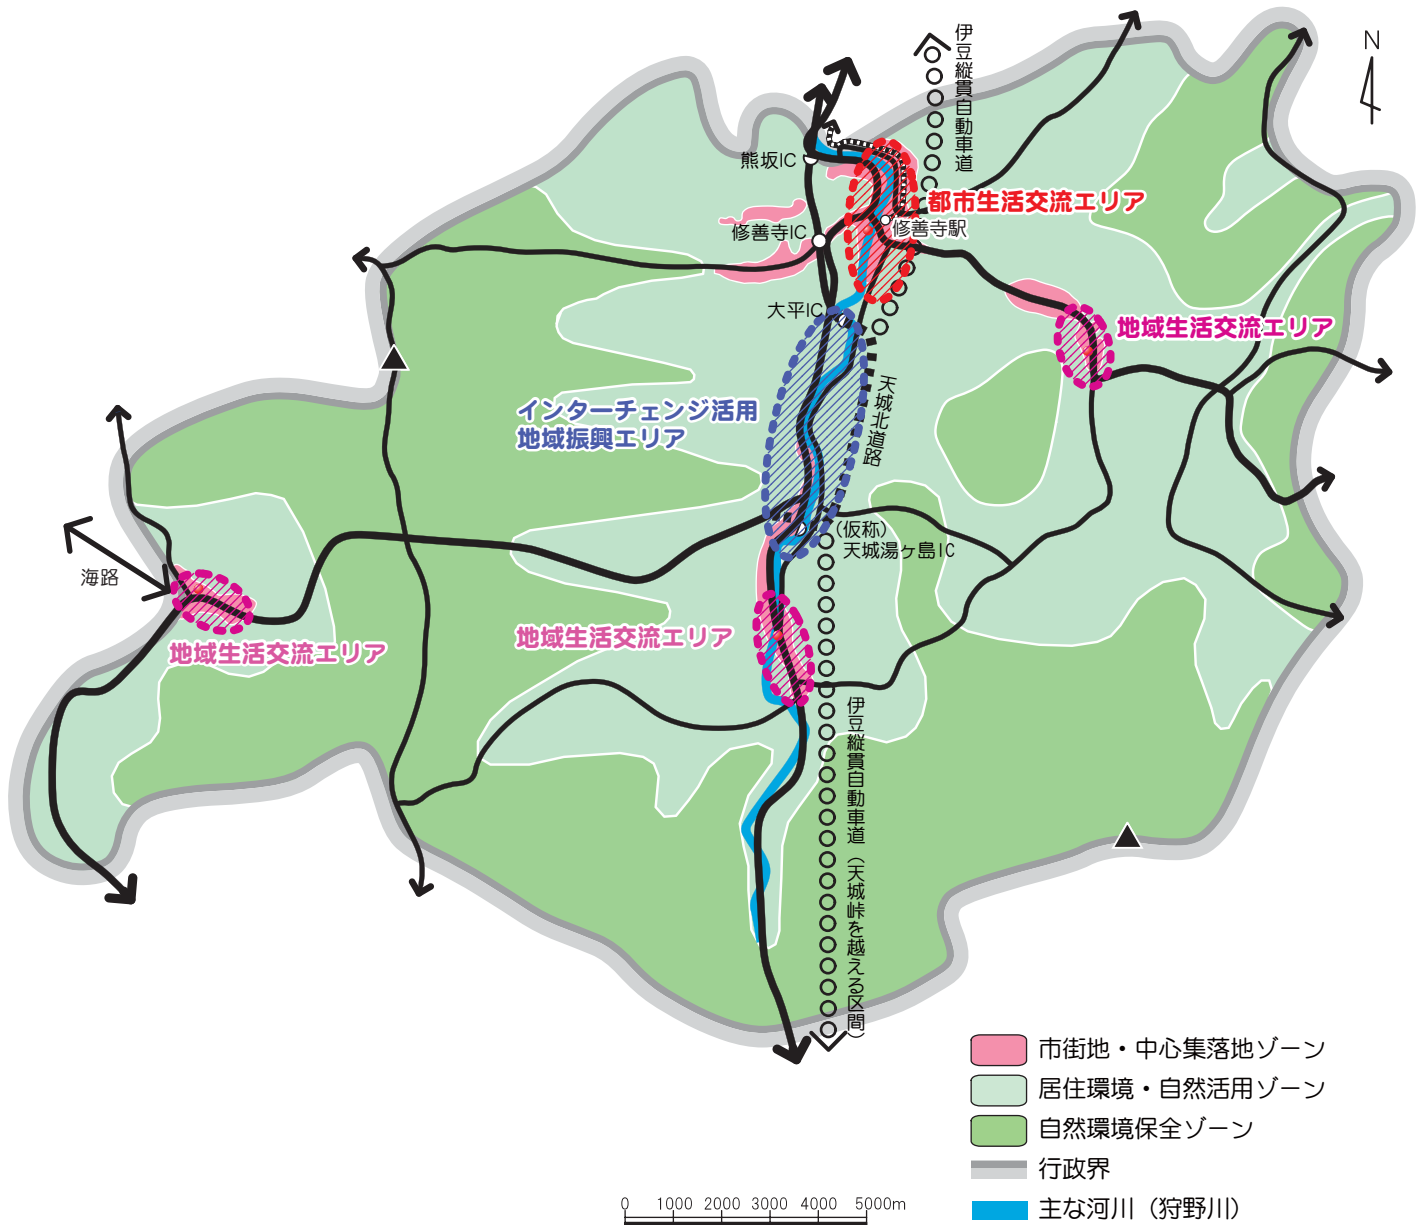 伊豆縦貫自動車道
N
熊坂IC
都市生活交流エリア
修善寺IC
修善寺駅
大平IC
地域生活交流エリア
天城北道路
インターチェンジ活用
地域振興エリア
(仮称)
天城湯ヶ島IC
海路
地域生活交流エリア
地域生活交流エリア
伊豆縦貫自動車道（天城峠を越える区間）
市街地・中心集落地ゾーン
居住環境・自然活用ゾーン
自然環境保全ゾーン
行政界
主な河川（狩野川）
0 1000 2000 3000 4000 5000m